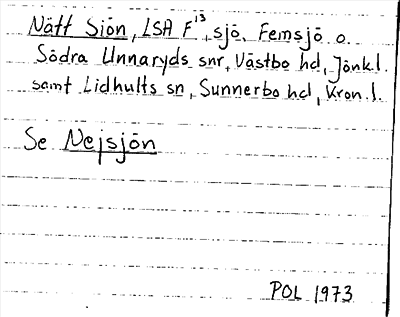 Nätt Siön, LSA F¹³, sjö, Femsjö o.
Södra Unnaryds snr, Västbo hd, Jönk.l.
samt Lidhults sn, Sunnerbo hd, Kron.l.
Se Nejsjön
POL 1973